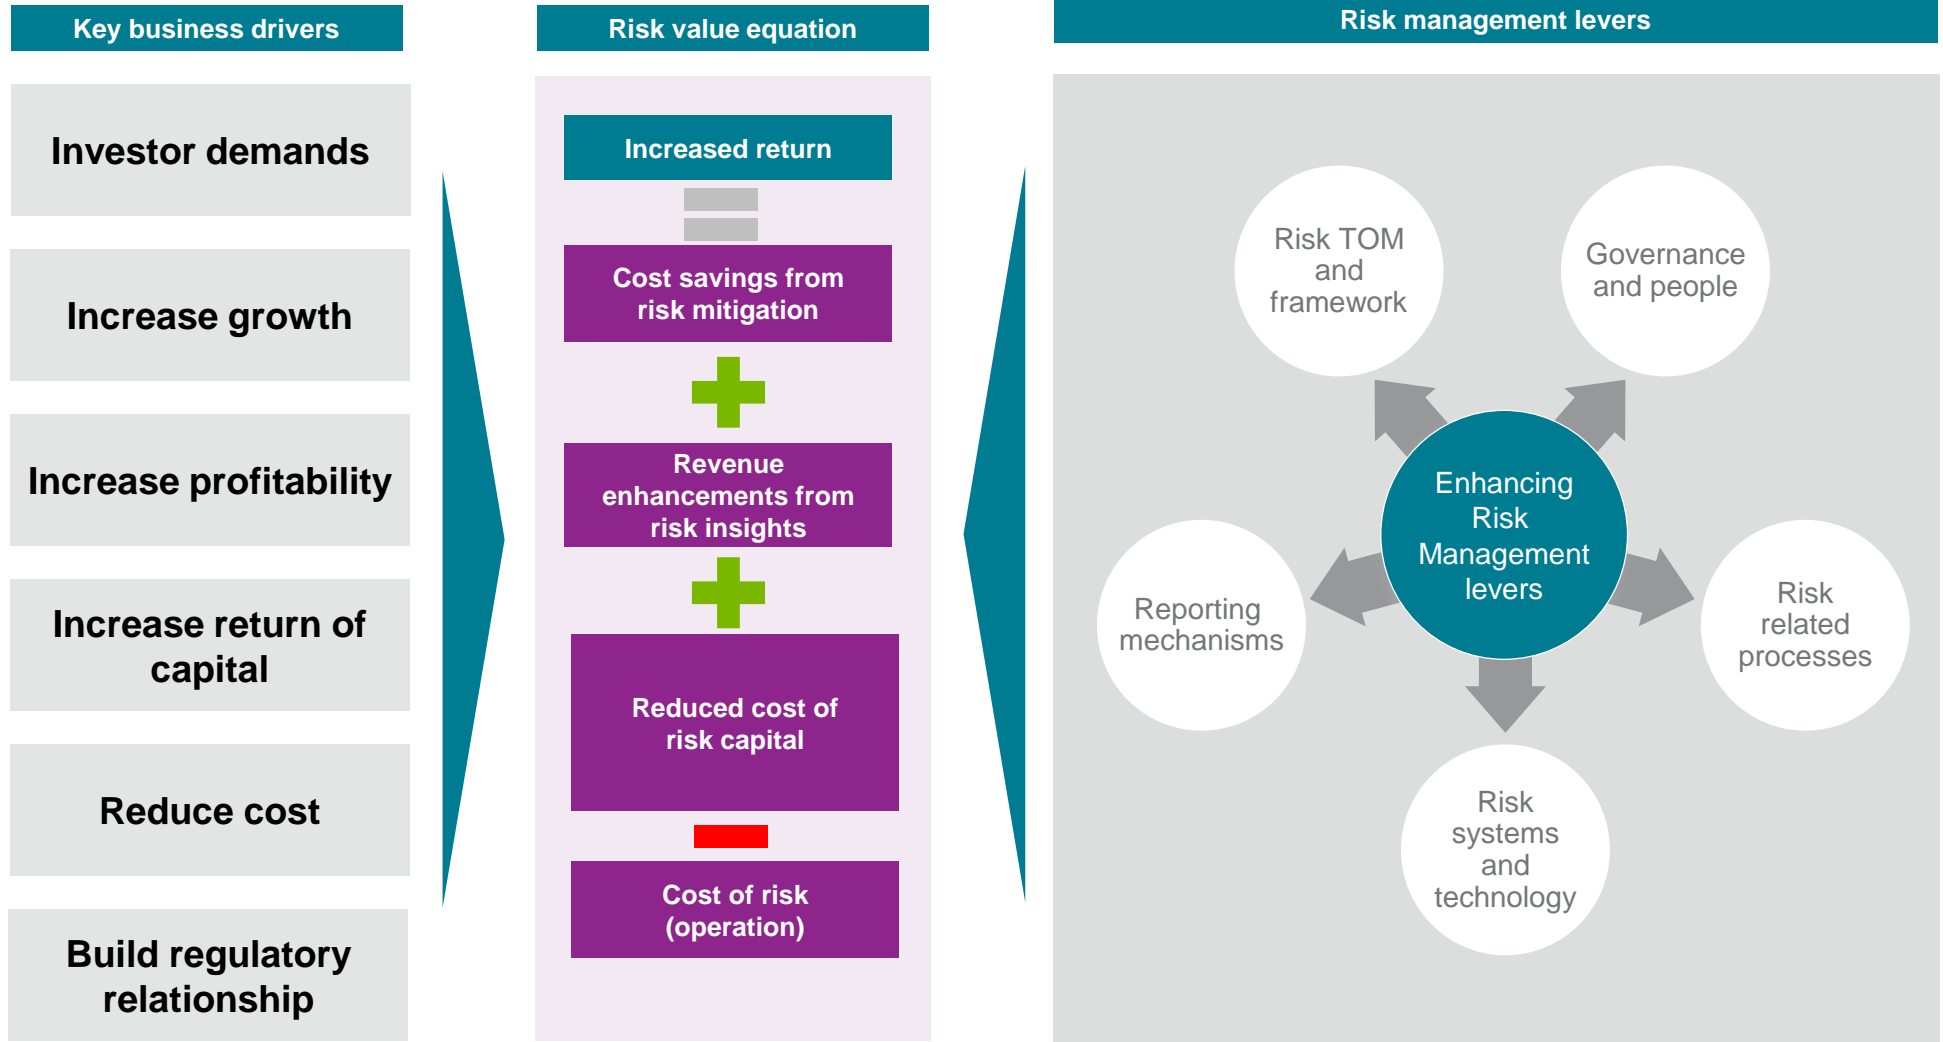 Key business drivers
Investor demands
Increase growth
Increase profitability
Increase return of
capital
Reduce cost
Build regulatory
relationship
Risk value equation
Increased return
Cost savings from
risk mitigation
Revenue
enhancements from
risk insights
Reduced cost of
risk capital
Cost of risk
(operation)
Risk management levers
Risk TOM
and
framework
Governance
and people
Enhancing
Risk
Management
levers
Reporting
mechanisms
Risk
related
processes
Risk
systems
and
technology